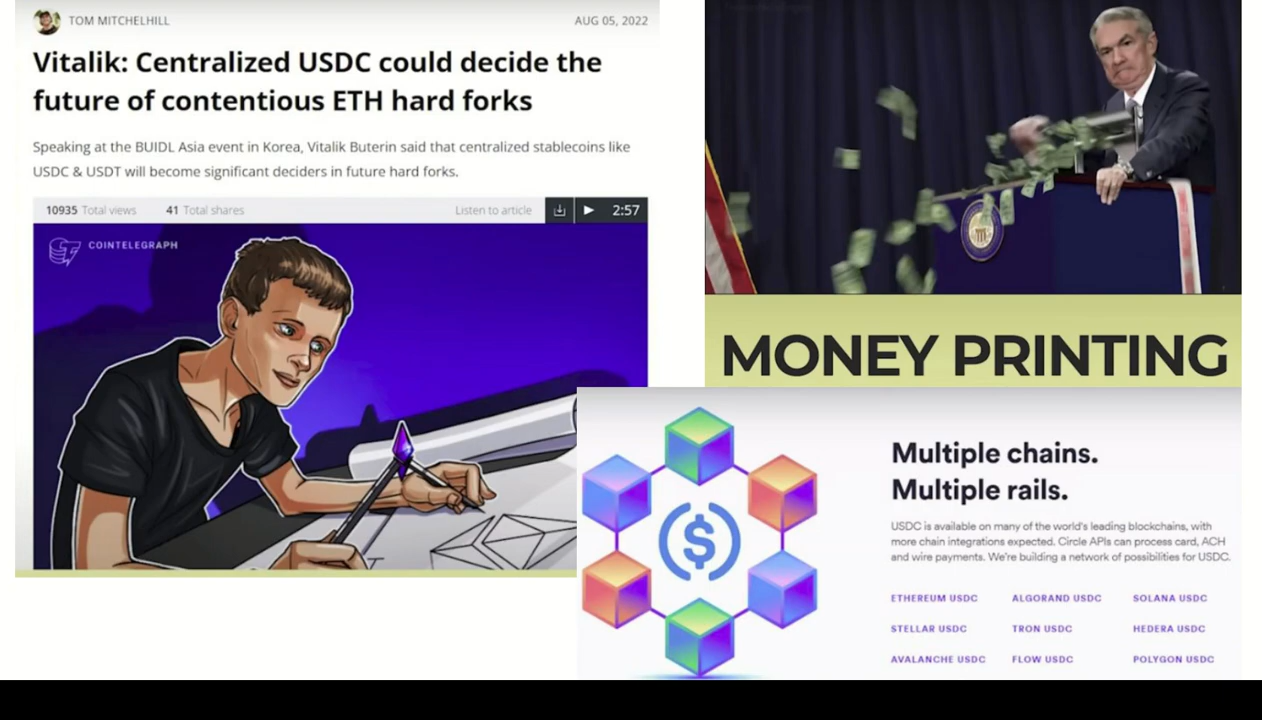 TOM MITCHELHILL
AUG 05, 2022
Vitalik: Centralized USDC could decide the
future of contentious ETH hard forks
Speaking at the BUIDL Asia event in Korea, Vitalik Buterin said that centralized stablecoins like
USDC & USDT will become significant deciders in future hard forks.
10935 Total views 41 Total shares Listen to article 2:57
COINTELEGRAPH
MONEY PRINTING
Multiple chains.
Multiple rails.
USDC is available on many of the world's leading blockchains, with
more chain integrations expected. Circle APIs can process card, ACH
and wire payments. We're building a network of possibilities for USDC.
ETHEREUM USDC ALGORAND USDC SOLANA USDC
STELLAR USDC TRON USDC HEDERA USDC
AVALANCHE USDC FLOW USDC POLYGON USDC